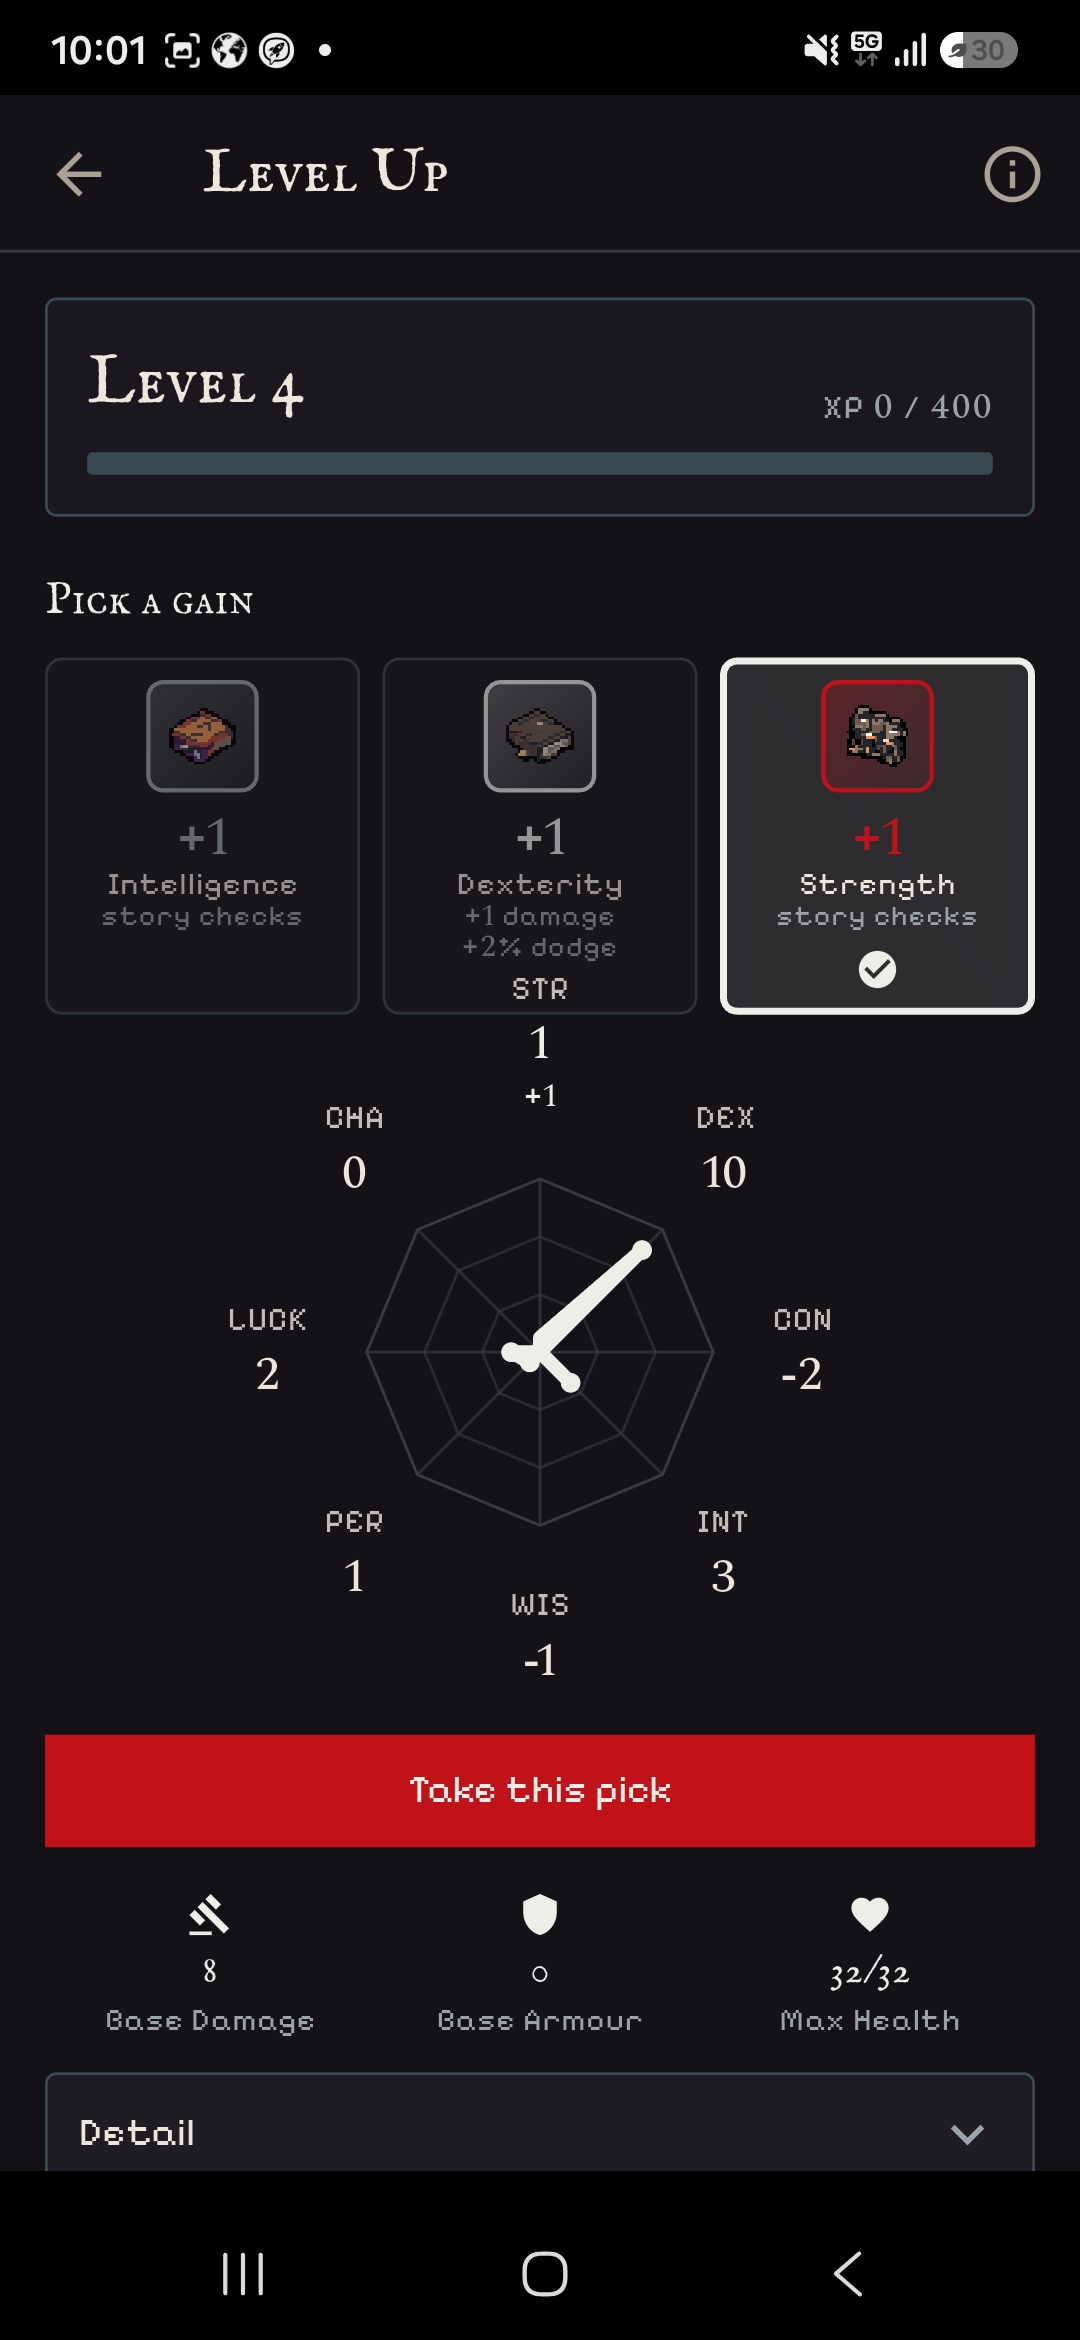 10:01
5G
30
Level Up
Level 4
XP 0 / 400
Pick a gain
+1
Intelligence
story checks
+1
Dexterity
+1 damage
+2% dodge
+1
Strength
story checks
STR
1
+1
CHA
0
DEX
10
LUCK
2
CON
-2
PER
1
INT
3
WIS
-1
Take this pick
8
Base Damage
0
Base Armour
32/32
Max Health
Detail